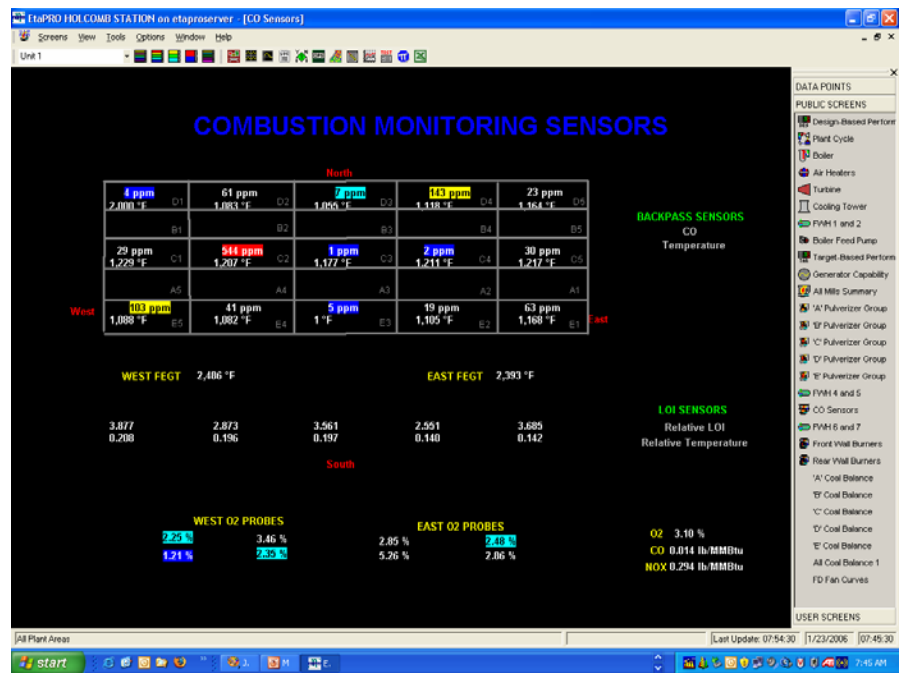 EtaPRO HOLCOMB STATION on etaproserver - [CO Sensors]
Screens View Tools Options Window Help
Unit 1
COMBUSTION MONITORING SENSORS
North
4 ppm 61 ppm 7 ppm 143 ppm 23 ppm
2,000 °F D1 1,083 °F D2 1,055 °F D3 1,118 °F D4 1,164 °F D5
B1 B2 B3 B4 B5
29 ppm 544 ppm 1 ppm 2 ppm 30 ppm
1,229 °F C1 1,207 °F C2 1,177 °F C3 1,211 °F C4 1,217 °F C5
A5 A4 A3 A2 A1
West 103 ppm 41 ppm 5 ppm 19 ppm 63 ppm East
1,088 °F E5 1,082 °F E4 1 °F E3 1,105 °F E2 1,168 °F E1
BACKPASS SENSORS
CO
Temperature
WEST FEGT 2,486 °F EAST FEGT 2,393 °F
3.877 2.873 3.561 2.551 3.685
0.208 0.196 0.197 0.140 0.142
South
LOI SENSORS
Relative LOI
Relative Temperature
WEST O2 PROBES
2.25 % 3.46 %
1.21 % 2.35 %
EAST O2 PROBES
2.85 % 2.48 %
5.26 % 2.86 %
O2 3.10 %
CO 0.014 lb/MMBtu
NOX 0.294 lb/MMBtu
DATA POINTS
PUBLIC SCREENS
Design-Based Perform
Plant Cycle
Boiler
Air Heaters
Turbine
Cooling Tower
FWH 1 and 2
Boiler Feed Pump
Target-Based Perform
Generator Capability
All Mills Summary
'A' Pulverizer Group
'B' Pulverizer Group
'C' Pulverizer Group
'D' Pulverizer Group
'E' Pulverizer Group
FWH 4 and 5
CO Sensors
FWH 6 and 7
Front Wall Burners
Rear Wall Burners
'A' Coal Balance
'B' Coal Balance
'C' Coal Balance
'D' Coal Balance
'E' Coal Balance
All Coal Balance 1
FD Fan Curves
USER SCREENS
All Plant Areas
Last Update: 07:54:30 1/23/2006 07:45:30
start J. M E. 7:45 AM